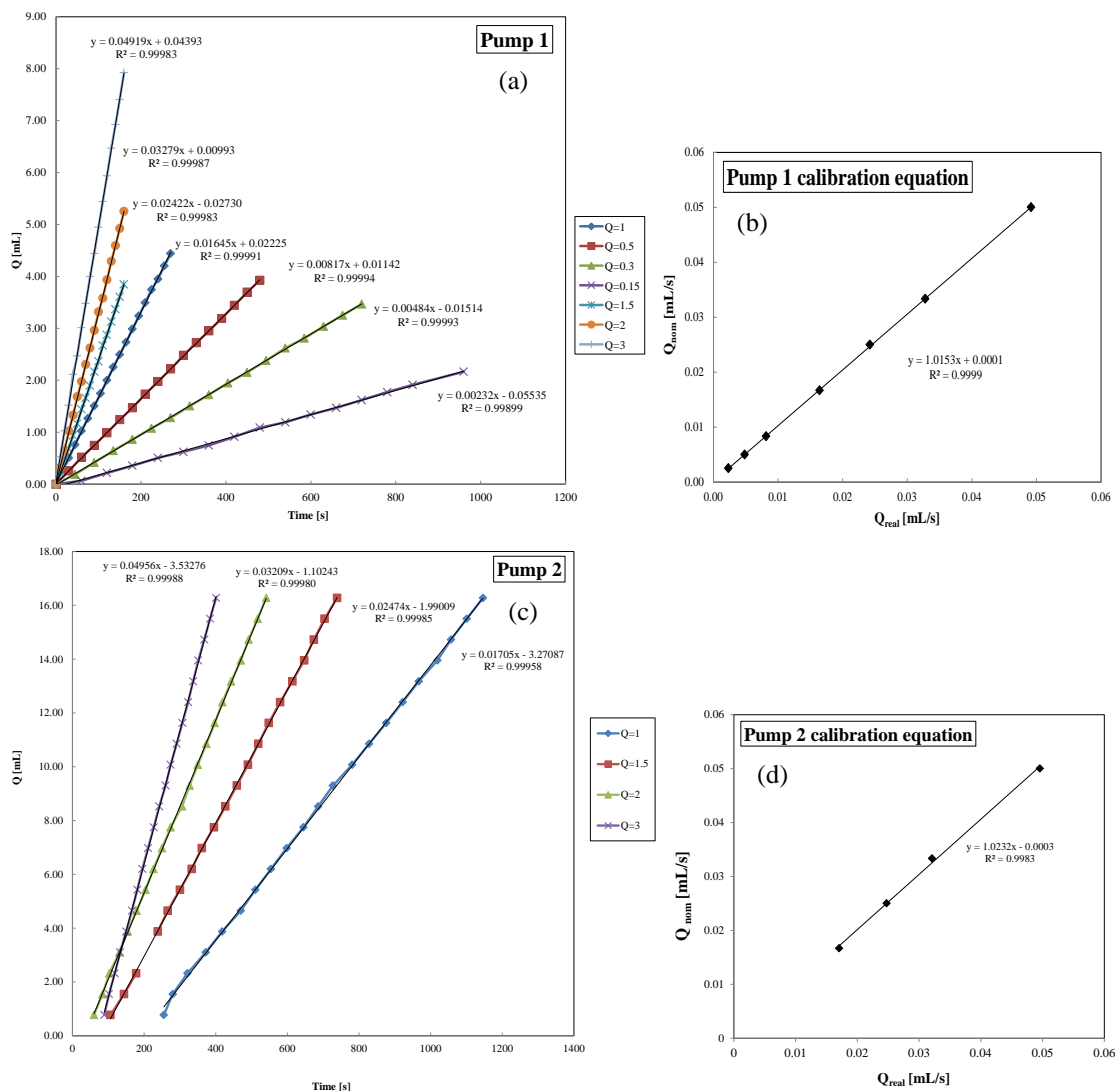 Pump 1
(a)
y = 0.04919x + 0.04393
R² = 0.99983
y = 0.03279x + 0.00993
R² = 0.99987
y = 0.02422x - 0.02730
R² = 0.99983
y = 0.01645x + 0.02225
R² = 0.99991
y = 0.00817x + 0.01142
R² = 0.99994
y = 0.00484x - 0.01514
R² = 0.99993
y = 0.00232x - 0.05535
R² = 0.99899
9.00
8.00
7.00
6.00
5.00
4.00
3.00
2.00
1.00
0.00
Q [mL]
0 200 400 600 800 1000 1200
Time [s]
Q=1
Q=0.5
Q=0.3
Q=0.15
Q=1.5
Q=2
Q=3
Pump 1 calibration equation
(b)
y = 1.0153x + 0.0001
R² = 0.9999
0.06
0.05
0.04
0.03
0.02
0.01
0.00
Qnom [mL/s]
0.00 0.01 0.02 0.03 0.04 0.05 0.06
Qreal [mL/s]
Pump 2
(c)
y = 0.04956x - 3.53276
R² = 0.99988
y = 0.03209x - 1.10243
R² = 0.99980
y = 0.02474x - 1.99009
R² = 0.99985
y = 0.01705x - 3.27087
R² = 0.99958
18.00
16.00
14.00
12.00
10.00
8.00
6.00
4.00
2.00
0.00
Q [mL]
0 200 400 600 800 1000 1200 1400
Time [s]
Q=1
Q=1.5
Q=2
Q=3
Pump 2 calibration equation
(d)
y = 1.0232x - 0.0003
R² = 0.9983
0.06
0.05
0.04
0.03
0.02
0.01
0.00
Q nom [mL/s]
0 0.01 0.02 0.03 0.04 0.05 0.06
Qreal [mL/s]